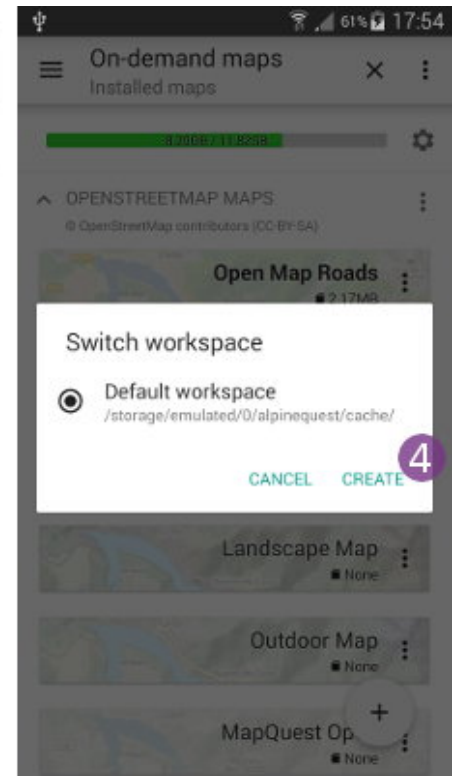 61% 17:54
On-demand maps
Installed maps
OPENSTREETMAP MAPS
© OpenStreetMap contributors (CC-BY-SA)
Open Map Roads
2.17MB
Switch workspace
Default workspace
/storage/emulated/0/alpinequest/cache/
4
CANCEL CREATE
Landscape Map
None
Outdoor Map
None
MapQuest Op
None